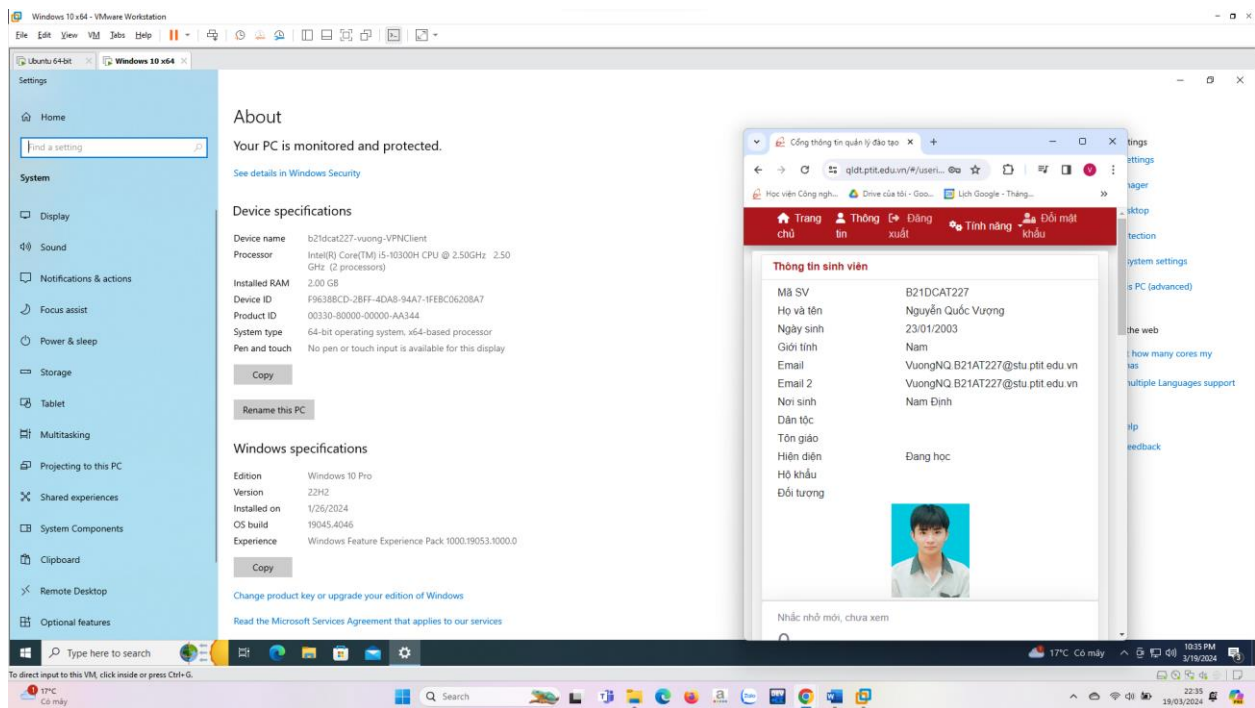 Windows 10 x64 - VMware Workstation
File Edit View VM Tabs Help
Ubuntu 64-bit
Windows 10 x64
Settings
Home
Find a setting
System
Display
Sound
Notifications & actions
Focus assist
Power & sleep
Storage
Tablet
Multitasking
Projecting to this PC
Shared experiences
System Components
Clipboard
Remote Desktop
Optional features
About
Your PC is monitored and protected.
See details in Windows Security
Device specifications
Device name b21dcat227-vuong-VPNClient
Processor Intel(R) Core(TM) i5-10300H CPU @ 2.50GHz 2.50
GHz (2 processors)
Installed RAM 2.00 GB
Device ID F9638BCD-2BFF-4DA8-94A7-1FEBC06208A7
Product ID 00330-80000-00000-AA344
System type 64-bit operating system, x64-based processor
Pen and touch No pen or touch input is available for this display
Copy
Rename this PC
Windows specifications
Edition Windows 10 Pro
Version 22H2
Installed on 1/26/2024
OS build 19045.4046
Experience Windows Feature Experience Pack 1000.19053.1000.0
Copy
Change product key or upgrade your edition of Windows
Read the Microsoft Services Agreement that applies to our services
Cổng thông tin quản lý đào tạo
qldt.ptit.edu.vn/#/useri...
Học viện Công ngh... Drive của tôi - Goo... Lịch Google - Tháng...
Trang chủ
Thông tin
Đăng xuất
Tính năng
Đổi mật khẩu
Thông tin sinh viên
Mã SV B21DCAT227
Họ và tên Nguyễn Quốc Vượng
Ngày sinh 23/01/2003
Giới tính Nam
Email VuongNQ.B21AT227@stu.ptit.edu.vn
Email 2 VuongNQ.B21AT227@stu.ptit.edu.vn
Nơi sinh Nam Định
Dân tộc
Tôn giáo
Hiện diện Đang học
Hộ khẩu
Đối tượng
Nhắc nhở mới, chưa xem
tings
ettings
nager
sktop
tection
system settings
s PC (advanced)
the web
how many cores my
has
multiple Languages support
elp
eedback
Type here to search
17°C Có mây
10:35 PM
3/19/2024
To direct input to this VM, click inside or press Ctrl+G.
17°C
Có mây
Search
22:35
19/03/2024